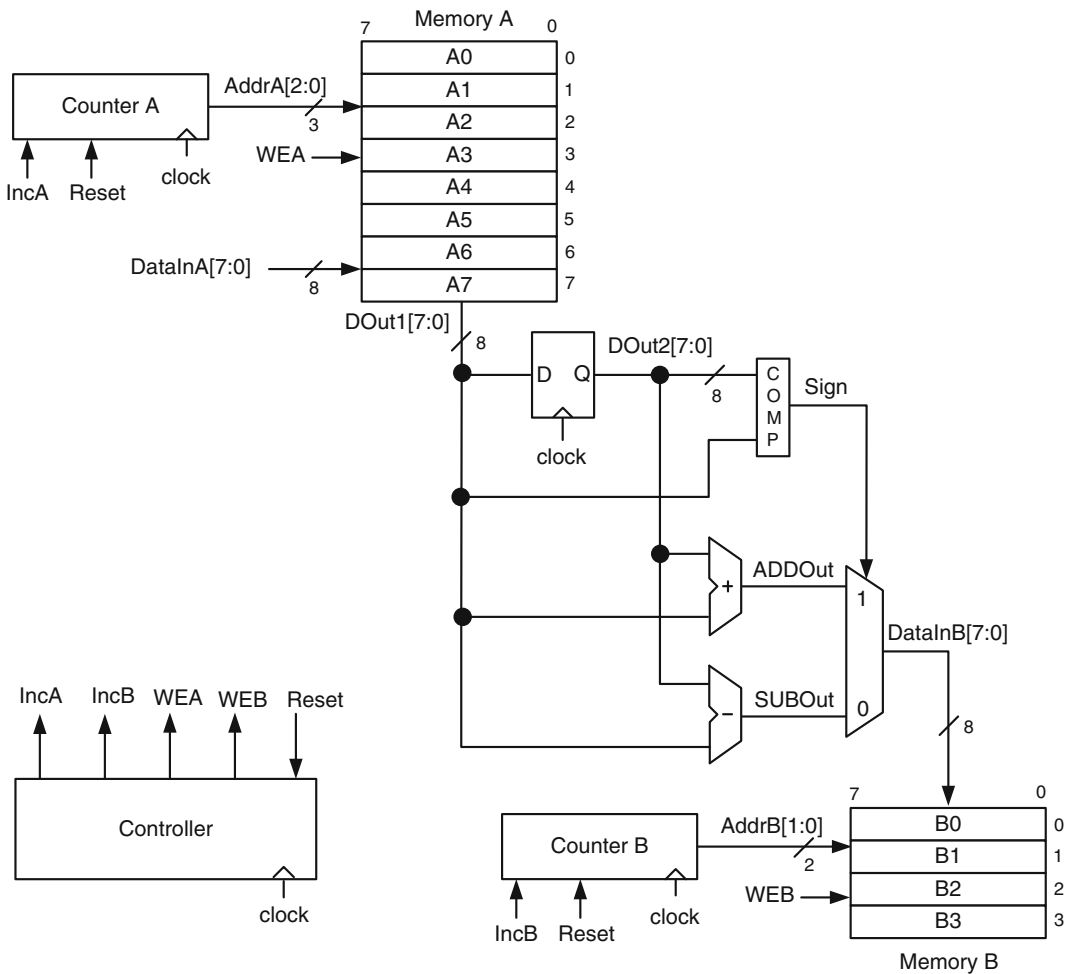 Memory A
7 0
A0 0
A1 1
A2 2
A3 3
A4 4
A5 5
A6 6
A7 7
Counter A
AddrA[2:0]
3
IncA
Reset
clock
WEA
DataInA[7:0]
8
DOut1[7:0]
8
D Q
clock
DOut2[7:0]
8
C
O
M
P
Sign
+
ADDOut
1
−
SUBOut
0
DataInB[7:0]
8
IncA IncB WEA WEB Reset
Controller
clock
Counter B
AddrB[1:0]
2
IncB
Reset
clock
WEB
7 0
B0 0
B1 1
B2 2
B3 3
Memory B